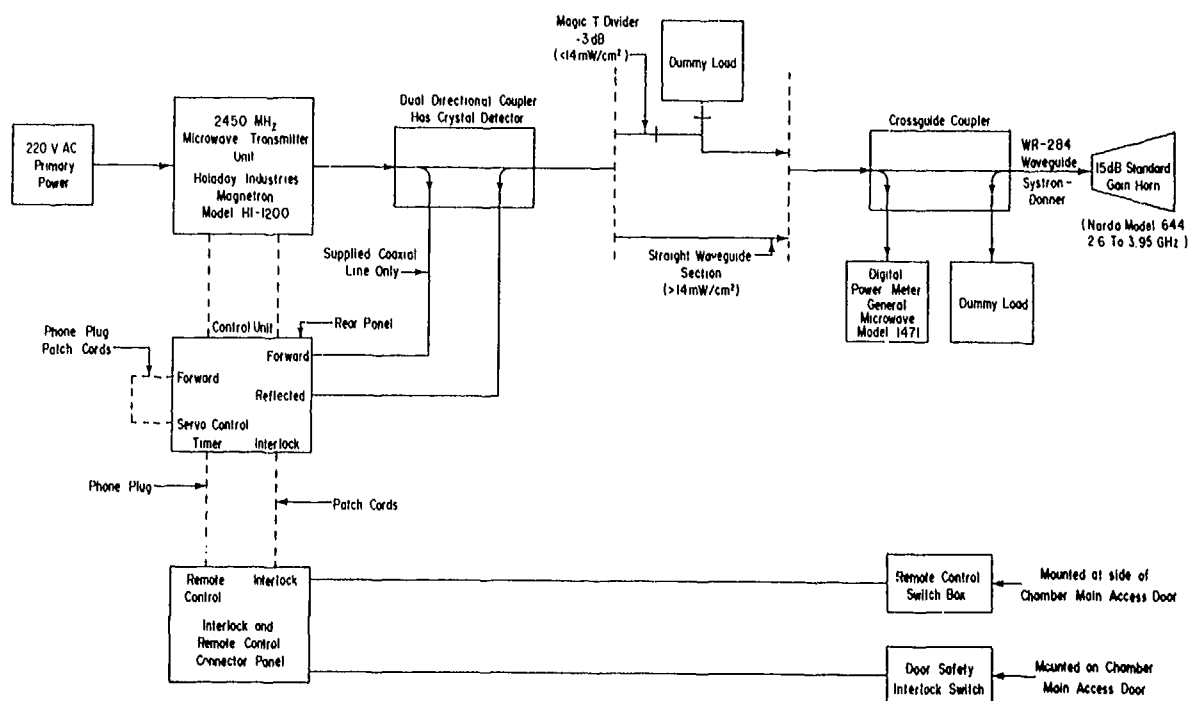 Magic T Divider
-3dB
(<14mW/cm²)
Dummy Load
Dual Directional Coupler
Has Crystal Detector
Crossguide Coupler
220 V AC
Primary
Power
2450 MHz
Microwave Transmitter
Unit
Holaday Industries
Magnetron
Model HI-1200
WR-284
Waveguide
Systron-
Donner
15dB Standard
Gain Horn
(Narda Model 644
2.6 To 3.95 GHz)
Supplied Coaxial
Line Only
Straight Waveguide
Section
(>14mW/cm²)
Digital
Power Meter
General
Microwave
Model 1471
Dummy Load
Phone Plug
Patch Cords
Control Unit
Rear Panel
Forward
Forward
Reflected
Servo Control
Timer
Interlock
Phone Plug
Patch Cords
Remote
Control
Interlock
Interlock and
Remote Control
Connector Panel
Remote Control
Switch Box
Mounted at side of
Chamber Main Access Door
Door Safety
Interlock Switch
Mounted on Chamber
Main Access Door